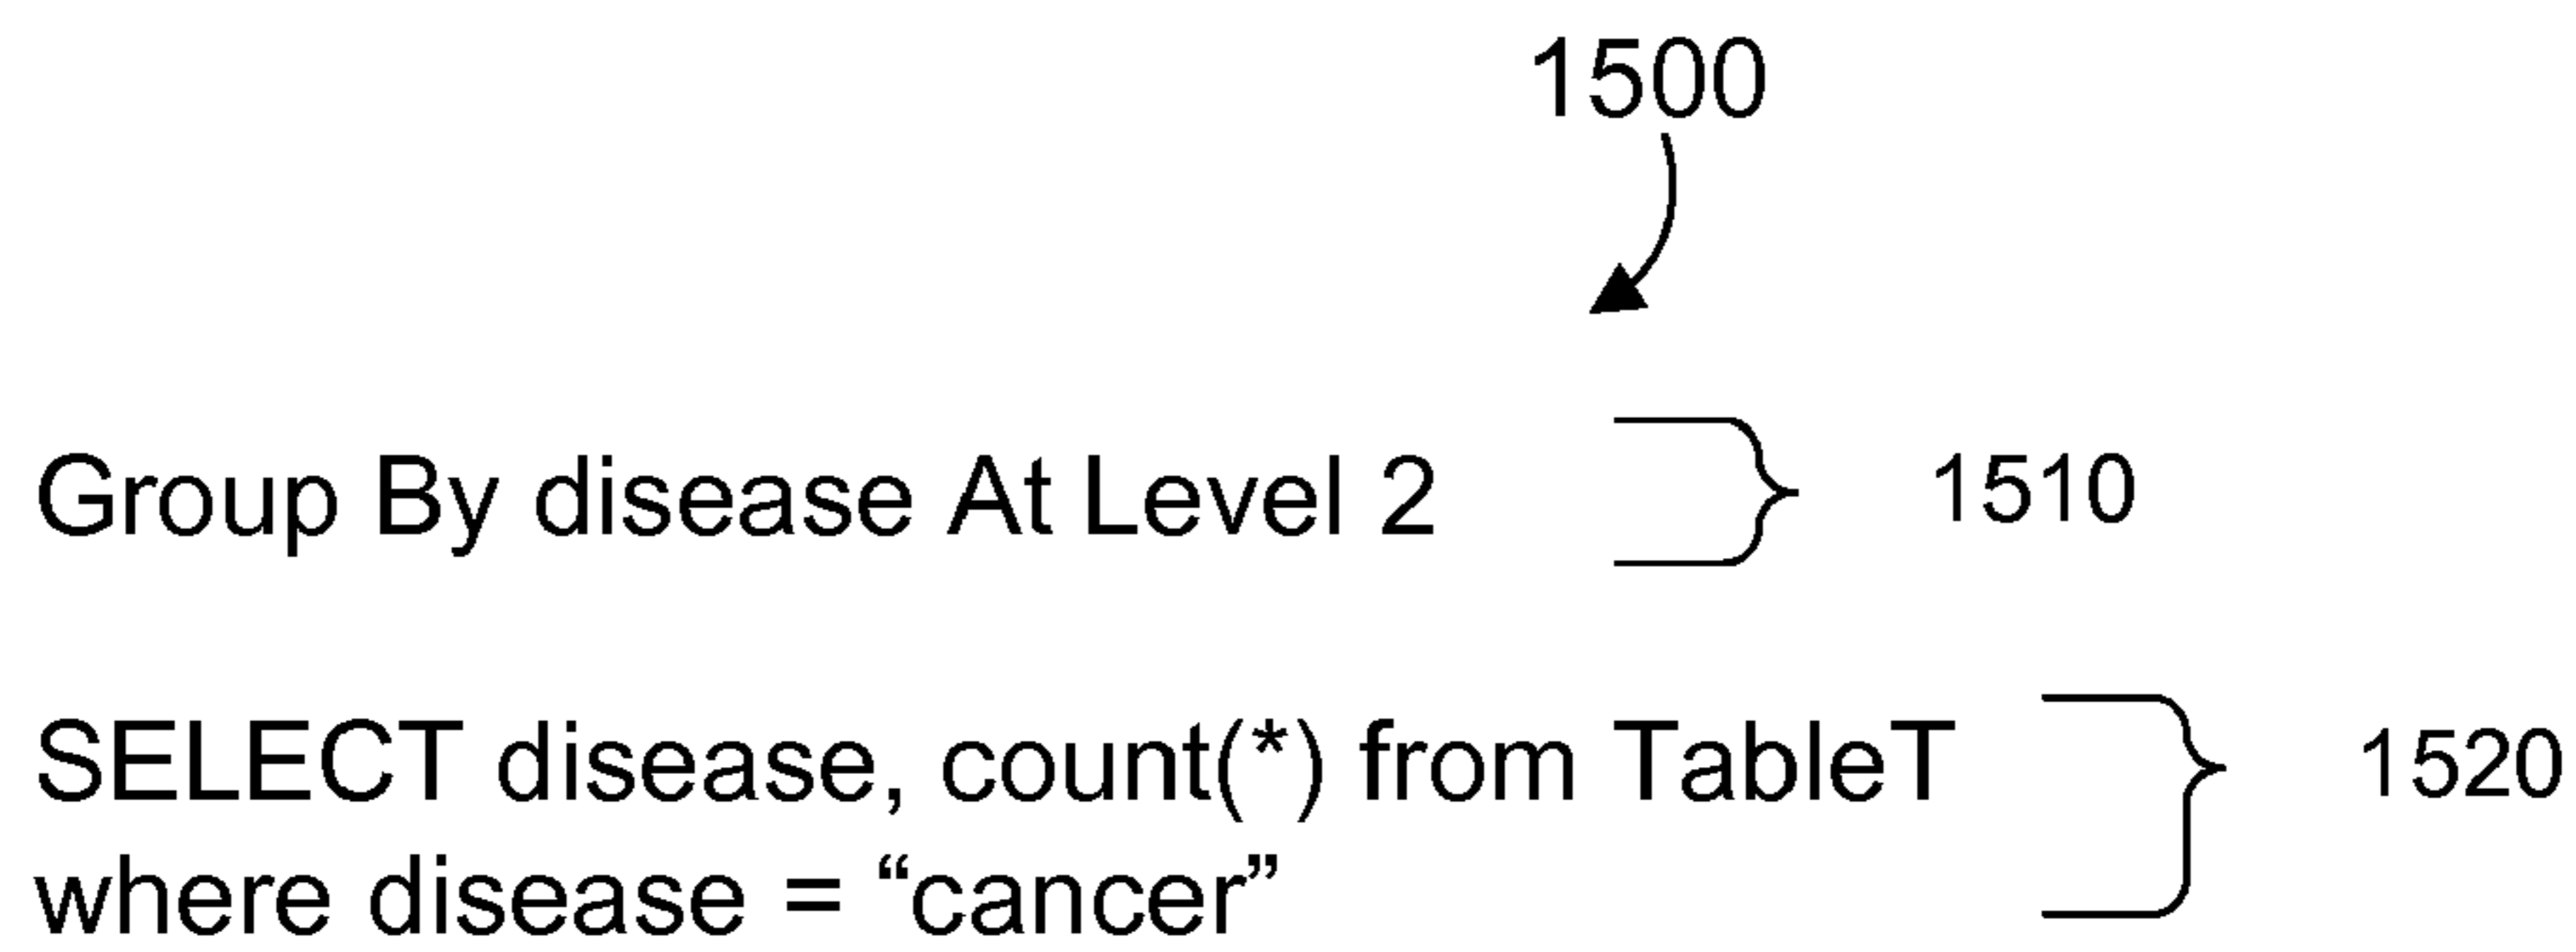 1500
Group By disease At Level 2
1510
SELECT disease, count(*) from TableT
where disease = “cancer”
1520